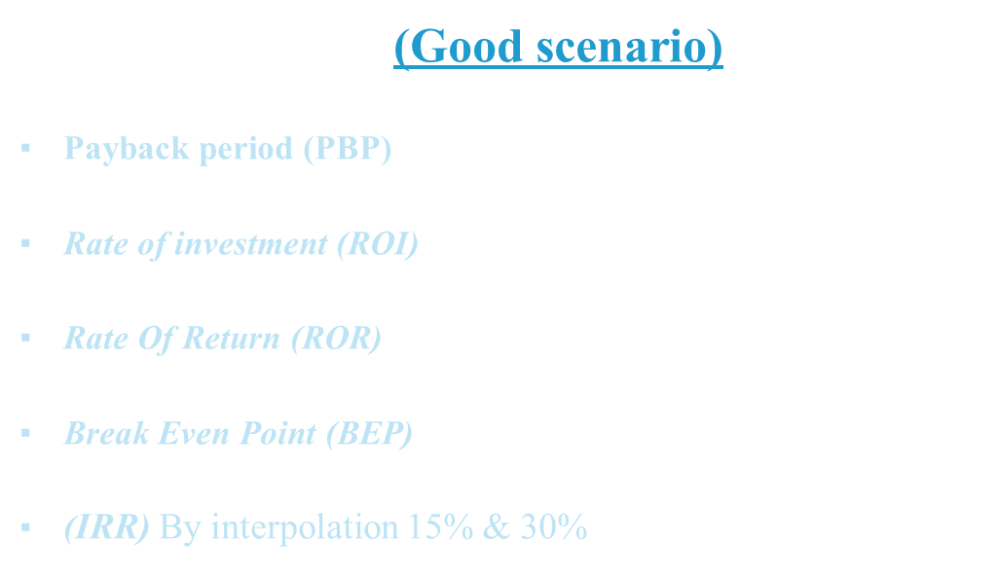 (Good scenario)
▪ Payback period (PBP)
▪ Rate of investment (ROI)
▪ Rate Of Return (ROR)
▪ Break Even Point (BEP)
▪ (IRR) By interpolation 15% & 30%